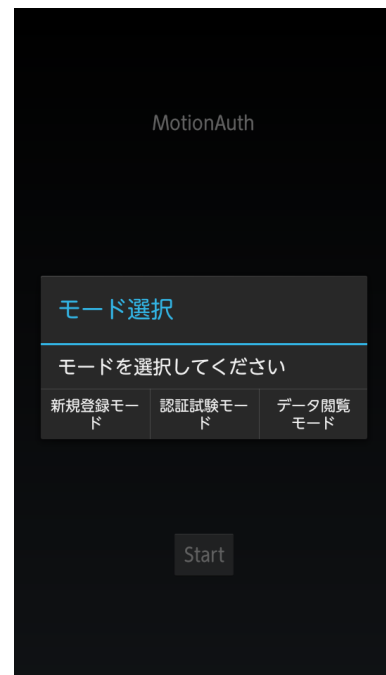 MotionAuth
モード選択
モードを選択してください
新規登録モー
ド
認証試験モー
ド
データ閲覧
モード
Start